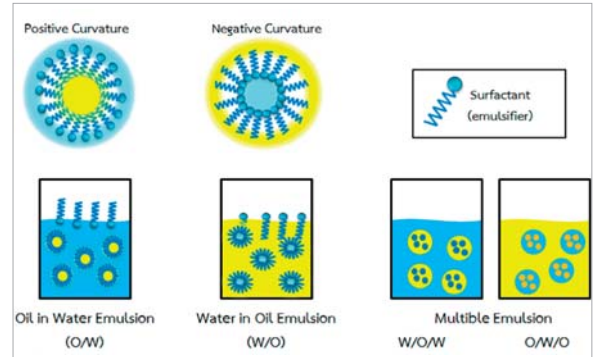 Positive Curvature
Negative Curvature
Surfactant
(emulsifier)
Oil in Water Emulsion
(O/W)
Water in Oil Emulsion
(W/O)
Multible Emulsion
W/O/W
O/W/O